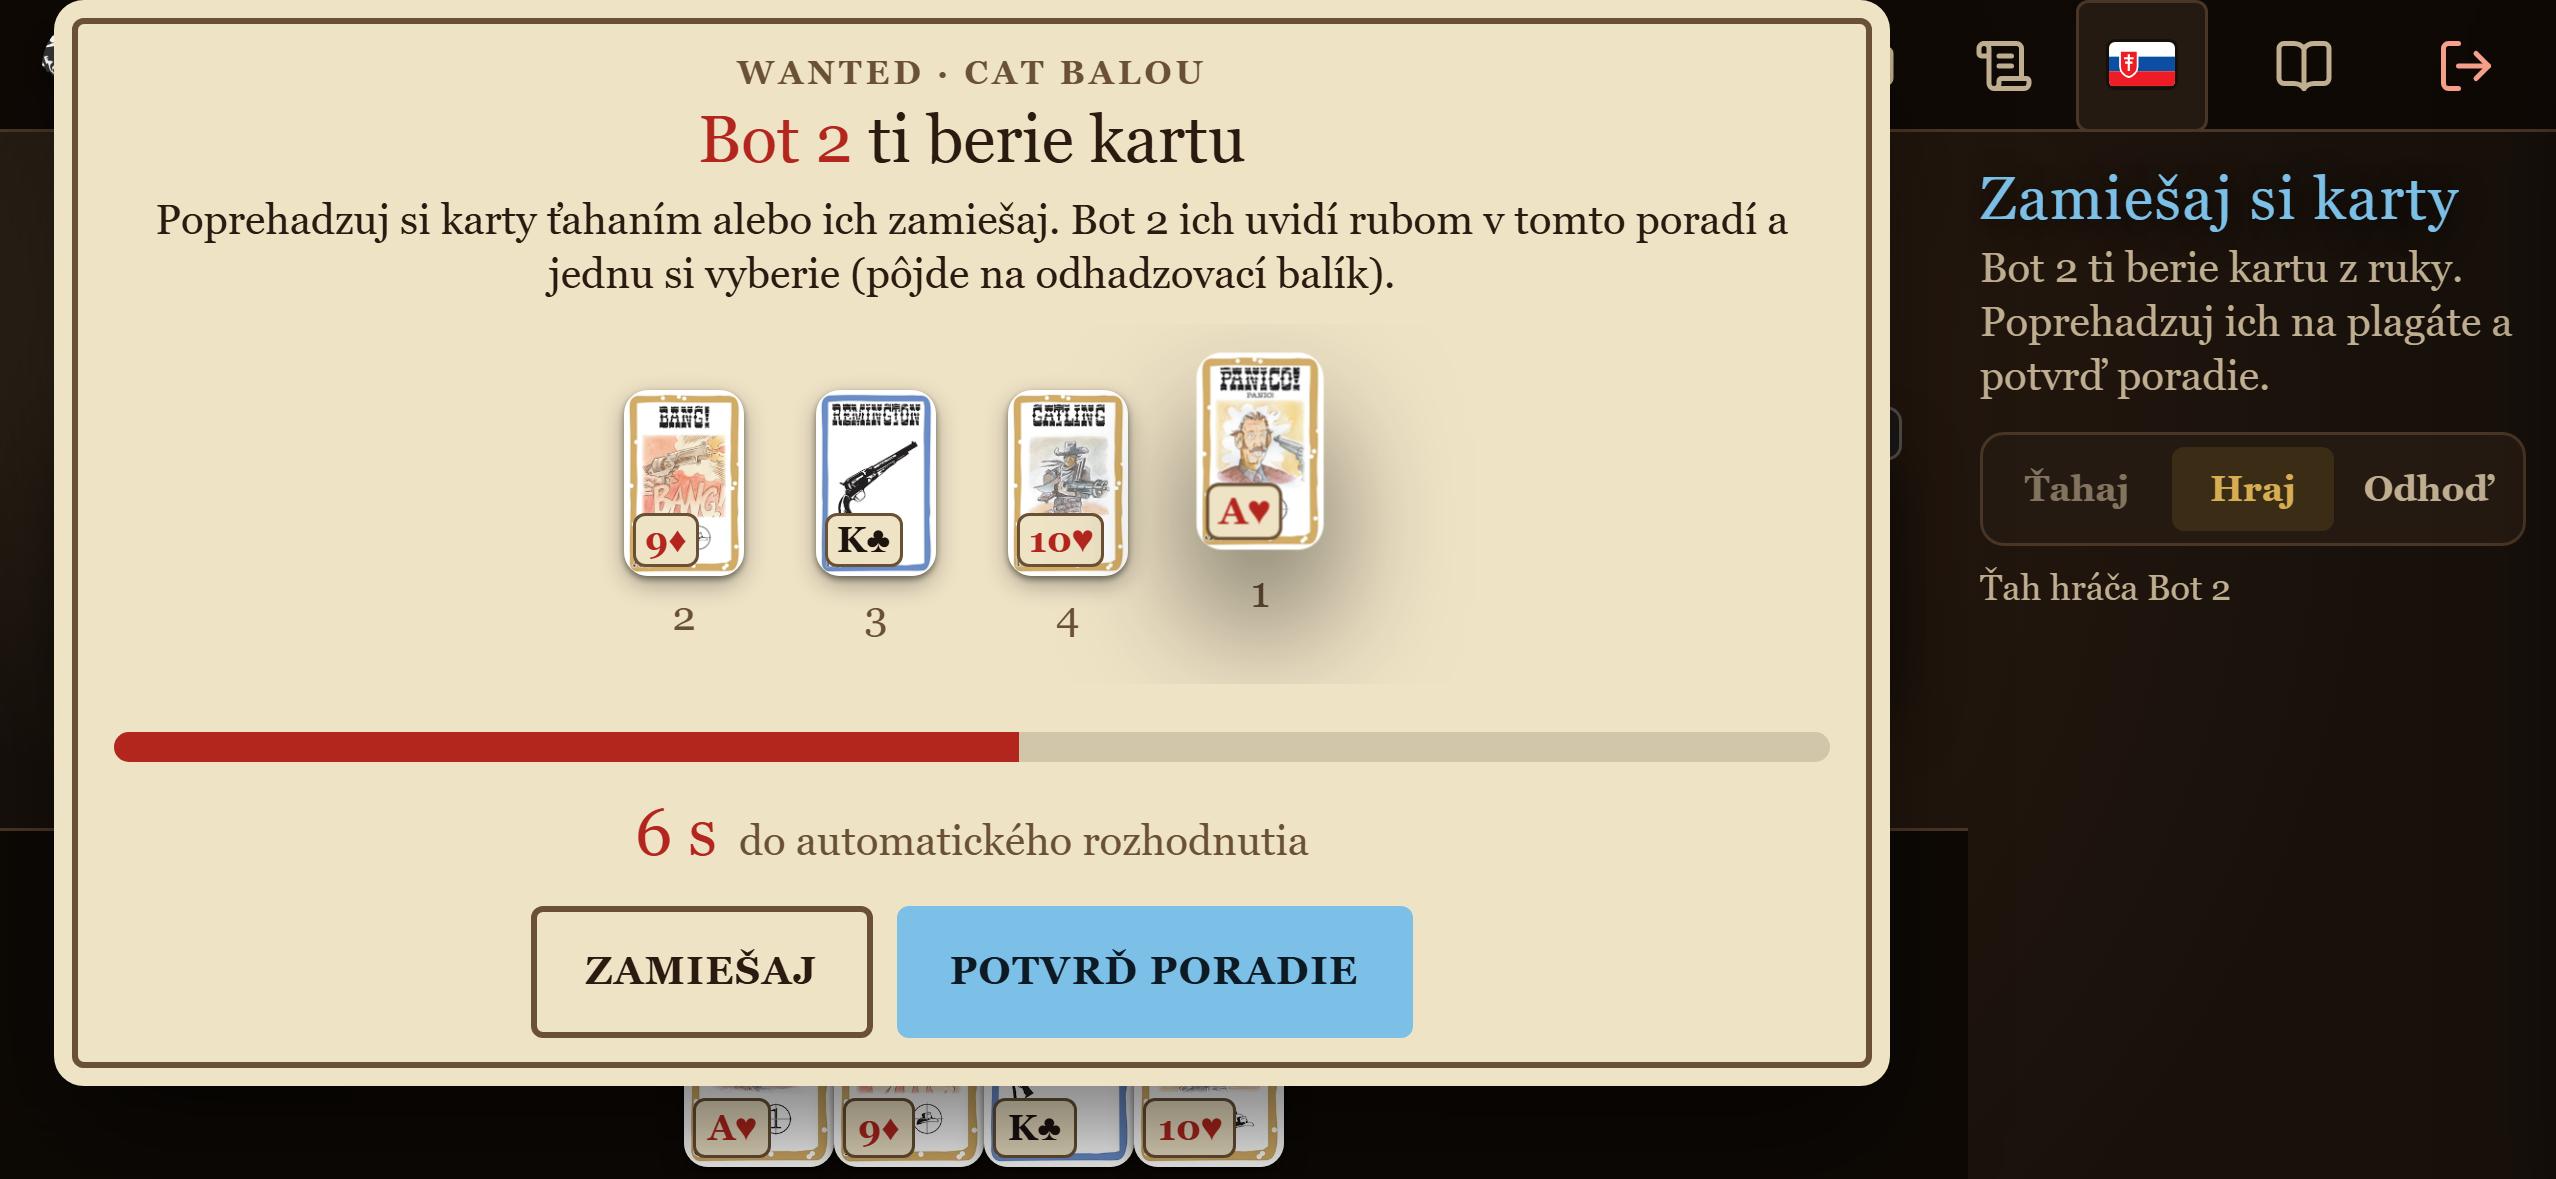 WANTED · CAT BALOU
Bot 2 ti berie kartu
Poprehadzuj si karty ťahaním alebo ich zamiešaj. Bot 2 ich uvidí rubom v tomto poradí a
jednu si vyberie (pôjde na odhadzovací balík).
BANG!
BANG!
9♦
2
REMINGTON
K♣
3
GATLING
10♥
4
PANICO!
PANIC!
A♥
1
6 s do automatického rozhodnutia
ZAMIEŠAJ
POTVRĎ PORADIE
A♥
1
9♦
K♣
10♥
Zamiešaj si karty
Bot 2 ti berie kartu z ruky.
Poprehadzuj ich na plagáte a
potvrď poradie.
Ťahaj
Hraj
Odhoď
Ťah hráča Bot 2